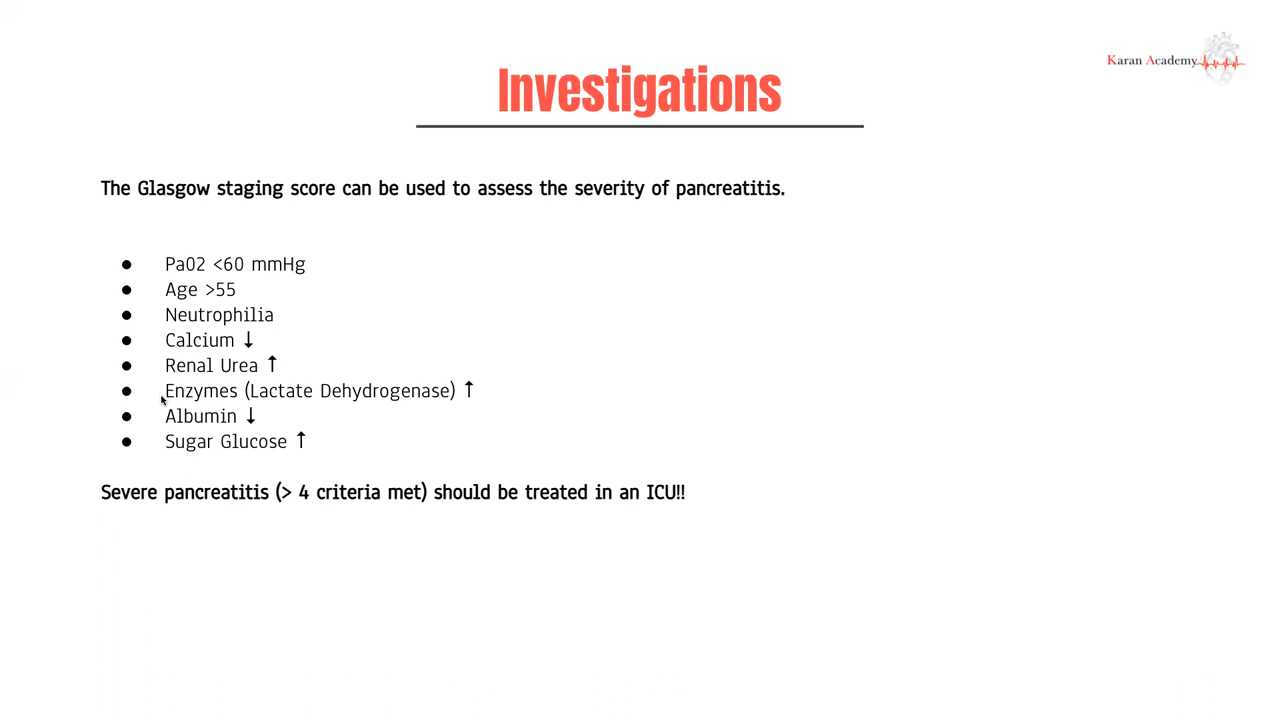 Karan Academy
Investigations
The Glasgow staging score can be used to assess the severity of pancreatitis.
● Pa02 <60 mmHg
● Age >55
● Neutrophilia
● Calcium ↓
● Renal Urea ↑
● Enzymes (Lactate Dehydrogenase) ↑
● Albumin ↓
● Sugar Glucose ↑
Severe pancreatitis (> 4 criteria met) should be treated in an ICU!!